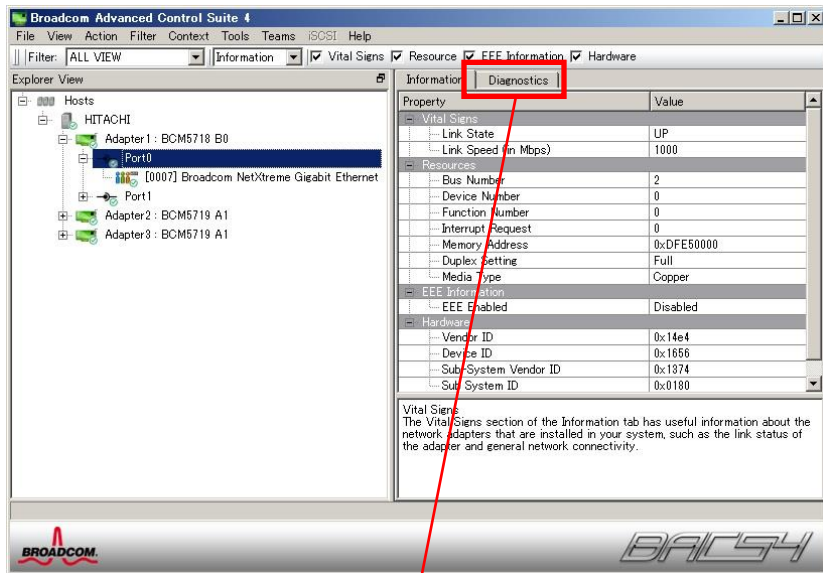 Broadcom Advanced Control Suite 4
File View Action Filter Context Tools Teams iSCSI Help
Filter: ALL VIEW Information Vital Signs Resource EEE Information Hardware
Explorer View
Hosts
HITACHI
Adapter1 : BCM5718 B0
Port0
[0007] Broadcom NetXtreme Gigabit Ethernet
Port1
Adapter2 : BCM5719 A1
Adapter3 : BCM5719 A1
Information Diagnostics
Property Value
Vital Signs
Link State UP
Link Speed (in Mbps) 1000
Resources
Bus Number 2
Device Number 0
Function Number 0
Interrupt Request 0
Memory Address 0xDFE50000
Duplex Setting Full
Media Type Copper
EEE Information
EEE Enabled Disabled
Hardware
Vendor ID 0x14e4
Device ID 0x1656
Sub-System Vendor ID 0x1374
Sub System ID 0x0180
Vital Signs
The Vital Signs section of the Information tab has useful information about the
network adapters that are installed in your system, such as the link status of
the adapter and general network connectivity.
BROADCOM.
BACS4